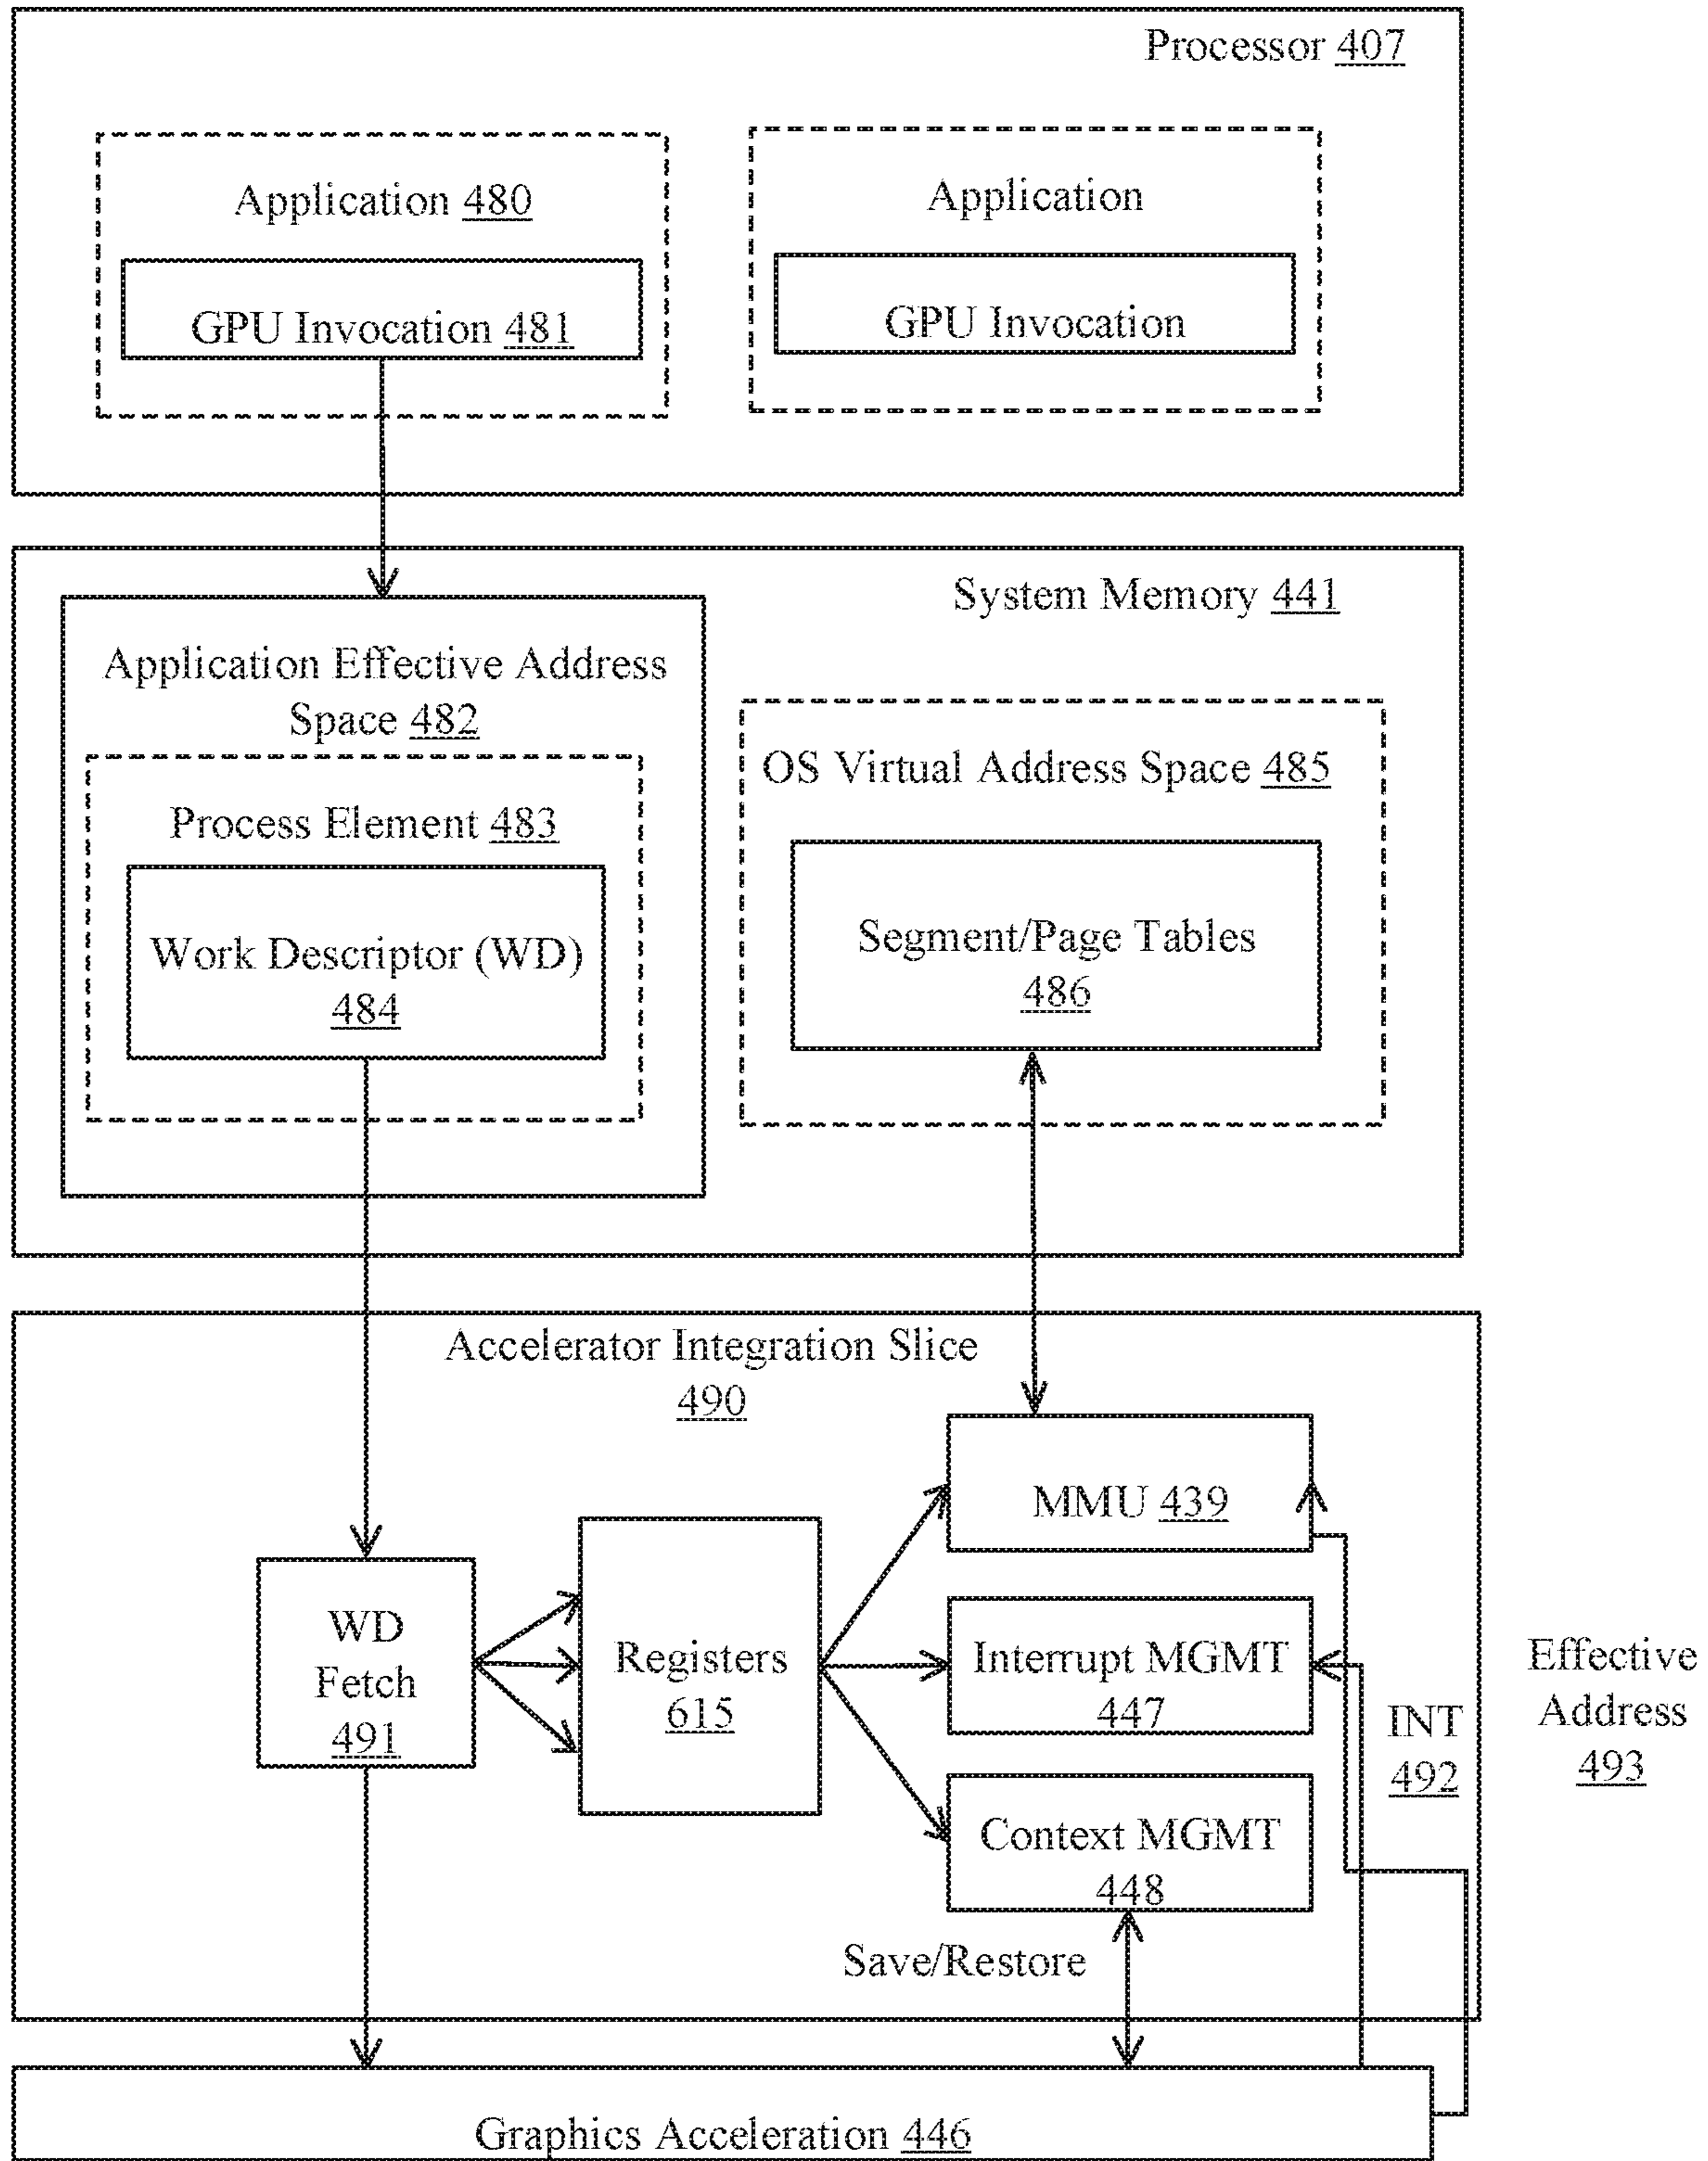 Processor 407
Application 480
GPU Invocation 481
Application
GPU Invocation
System Memory 441
Application Effective Address
Space 482
Process Element 483
Work Descriptor (WD)
484
OS Virtual Address Space 485
Segment/Page Tables
486
Accelerator Integration Slice
490
WD
Fetch
491
Registers
615
MMU 439
Interrupt MGMT
447
Context MGMT
448
Save/Restore
INT
492
Effective
Address
493
Graphics Acceleration 446